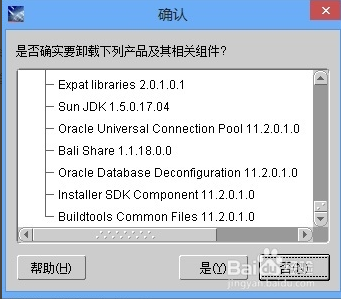 确认
是否确实要卸载下列产品及其相关组件？
Expat libraries 2.0.1.0.1
Sun JDK 1.5.0.17.04
Oracle Universal Connection Pool 11.2.0.1.0
Bali Share 1.1.18.0.0
Oracle Database Deconfiguration 11.2.0.1.0
Installer SDK Component 11.2.0.1.0
Buildtools Common Files 11.2.0.1.0
帮助(H) 是(Y)
jingyan.baidu.com